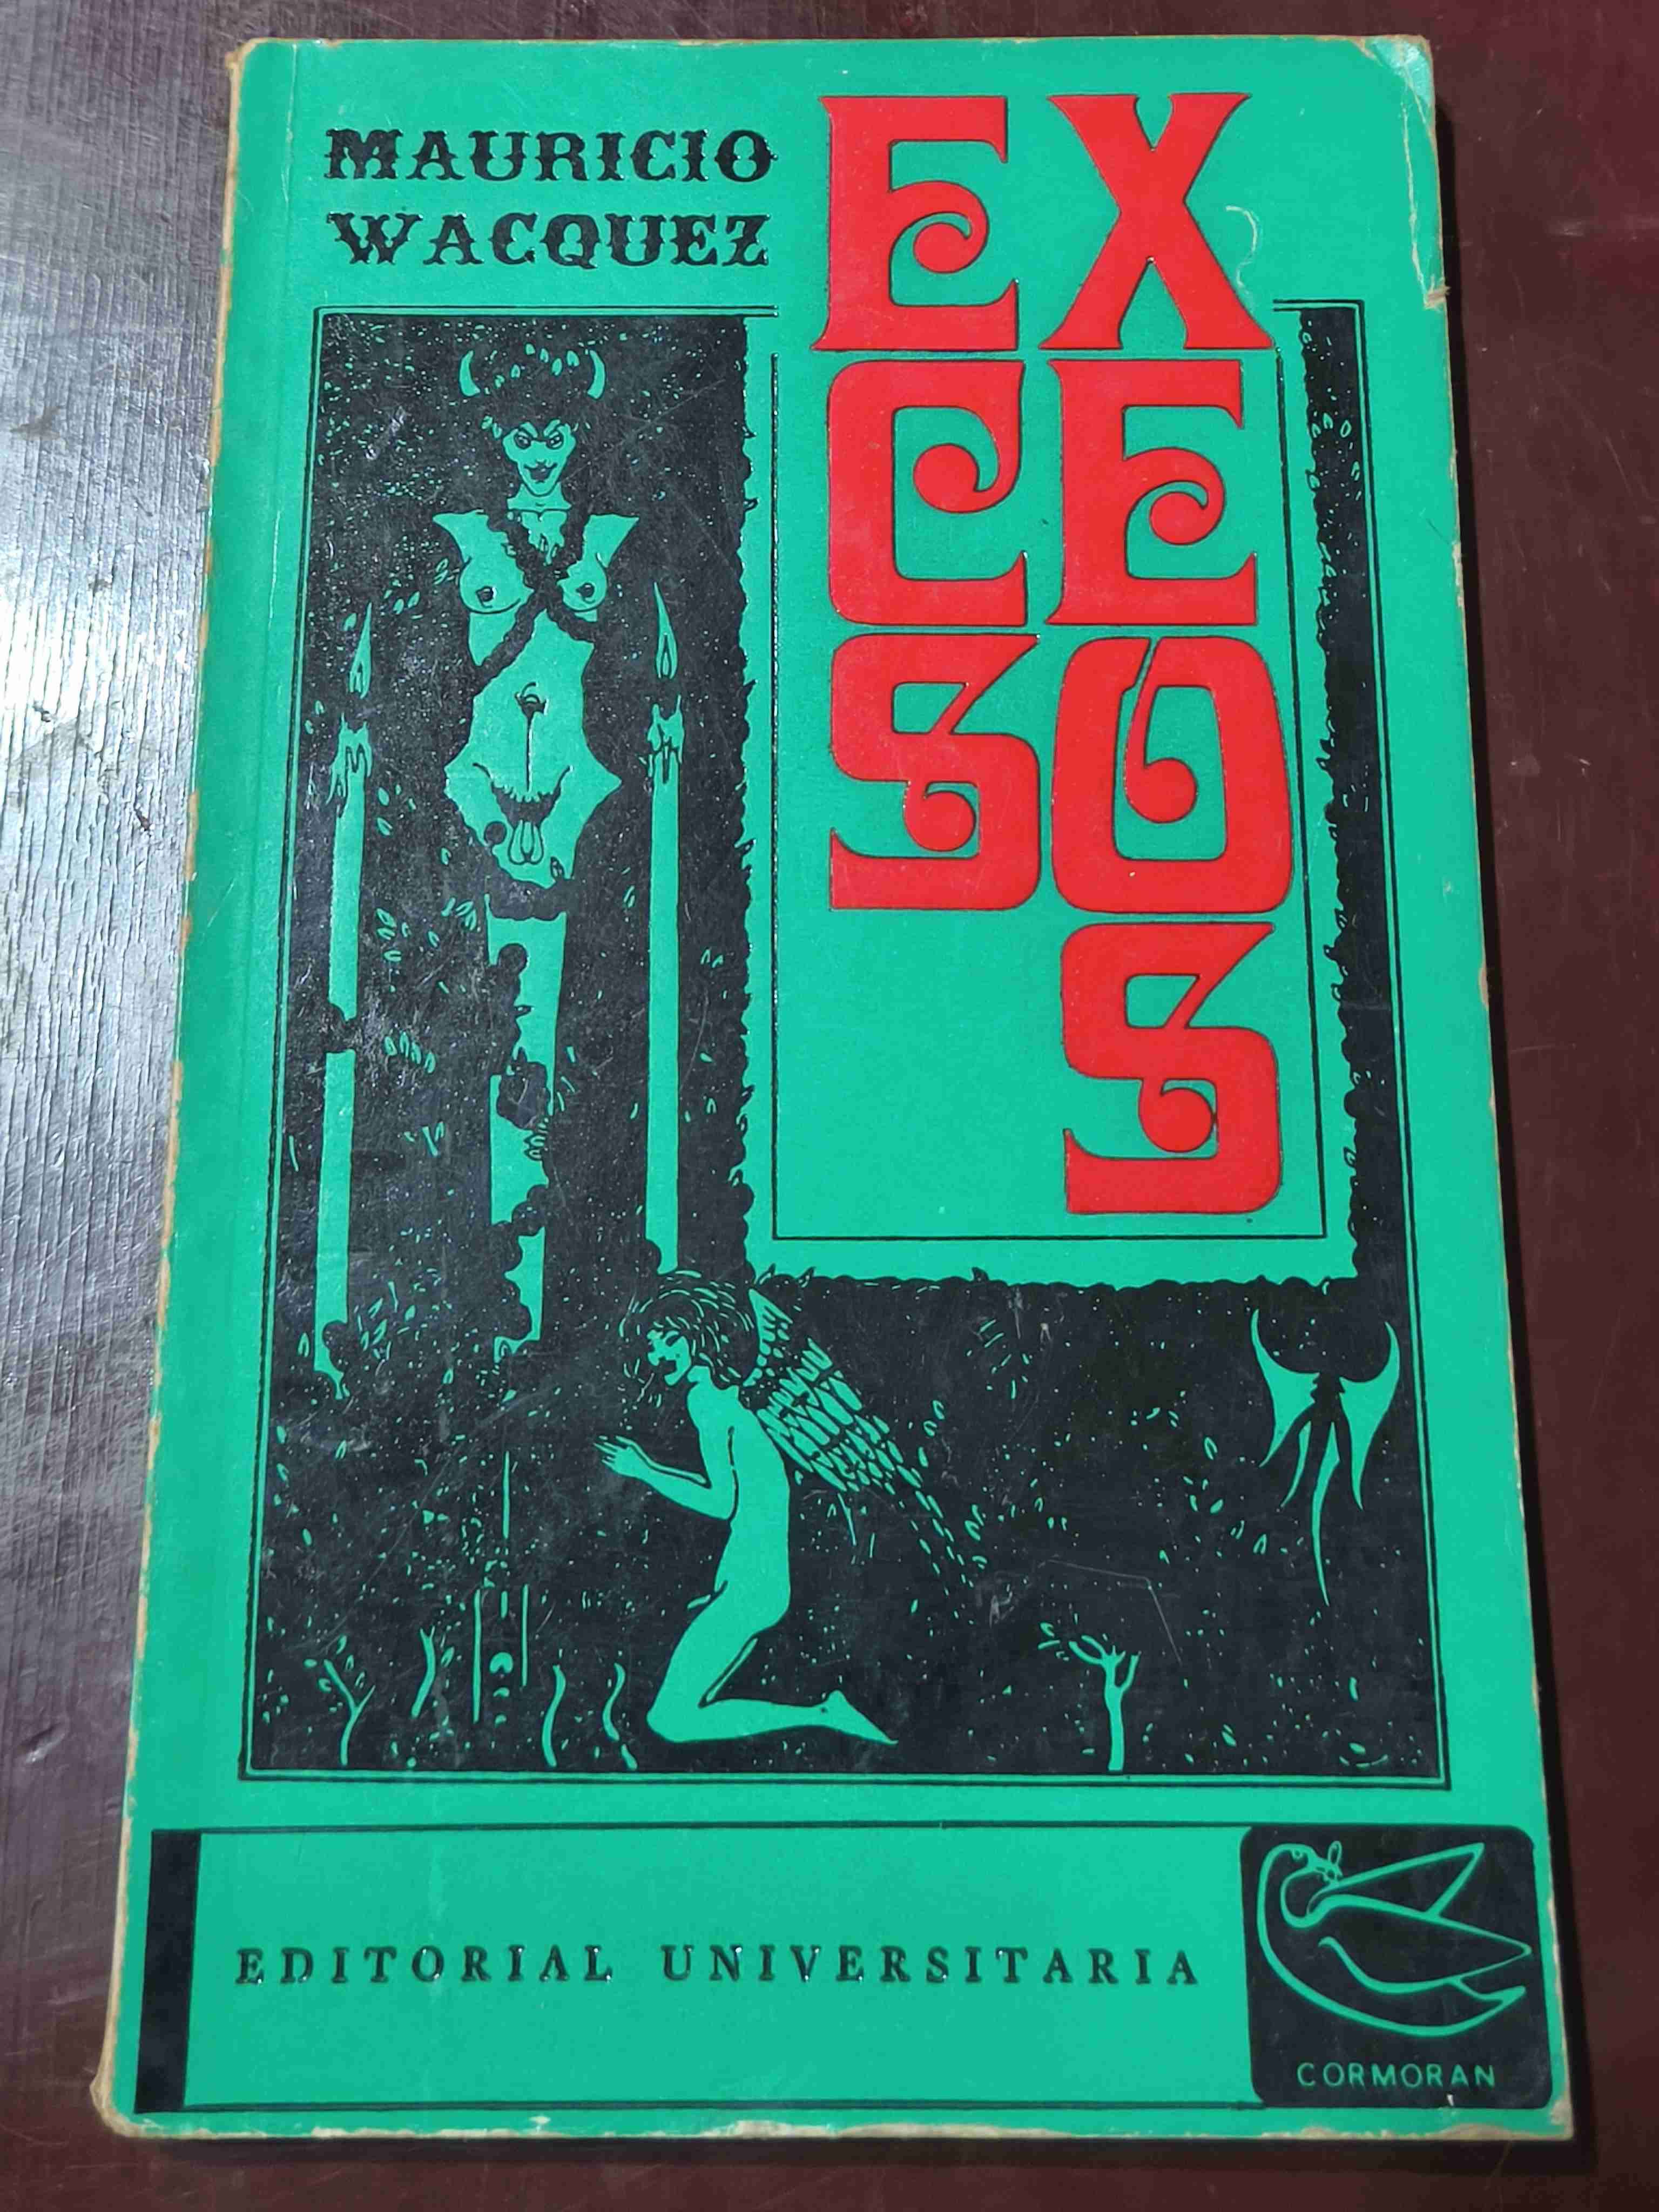 MAURICIO
WACQUEZ
EX
CE
SO
S
EDITORIAL UNIVERSITARIA
CORMORAN